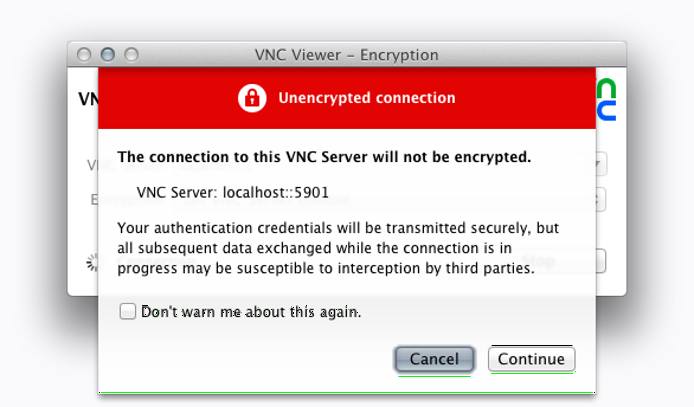 VNC Viewer – Encryption
VN
Unencrypted connection
The connection to this VNC Server will not be encrypted.
VNC Server: localhost::5901
Your authentication credentials will be transmitted securely, but
all subsequent data exchanged while the connection is in
progress may be susceptible to interception by third parties.
Stop
Don't warn me about this again.
Cancel
Continue